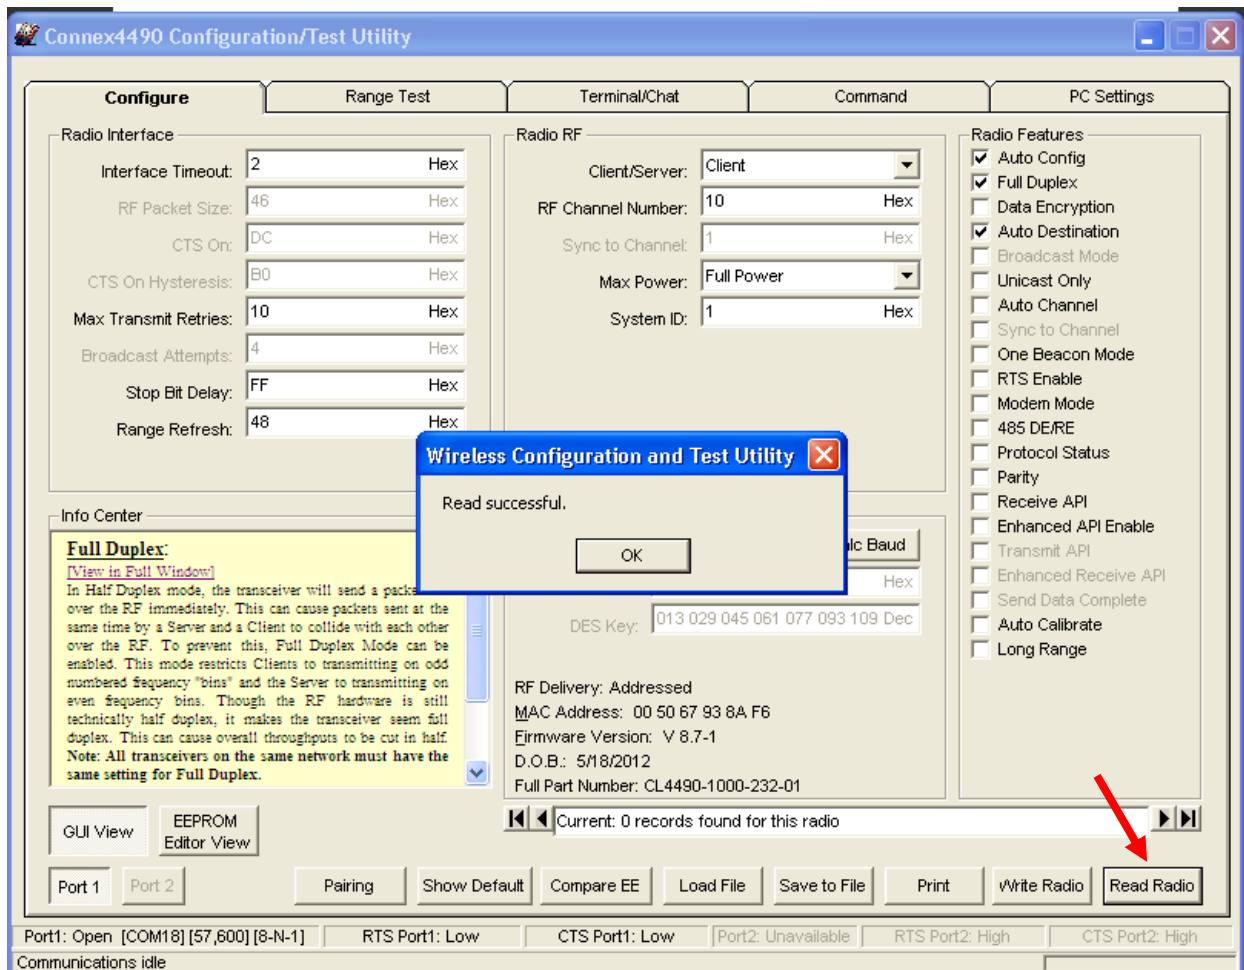 Connex4490 Configuration/Test Utility
Configure
Range Test
Terminal/Chat
Command
PC Settings
Radio Interface
Interface Timeout: 2 Hex
RF Packet Size: 46 Hex
CTS On: DC Hex
CTS On Hysteresis: B0 Hex
Max Transmit Retries: 10 Hex
Broadcast Attempts: 4 Hex
Stop Bit Delay: FF Hex
Range Refresh: 48 Hex
Radio RF
Client/Server: Client
RF Channel Number: 10 Hex
Sync to Channel: 1 Hex
Max Power: Full Power
System ID: 1 Hex
Radio Features
Auto Config
Full Duplex
Data Encryption
Auto Destination
Broadcast Mode
Unicast Only
Auto Channel
Sync to Channel
One Beacon Mode
RTS Enable
Modem Mode
485 DE/RE
Protocol Status
Parity
Receive API
Enhanced API Enable
Transmit API
Enhanced Receive API
Send Data Complete
Auto Calibrate
Long Range
Wireless Configuration and Test Utility
Read successful.
OK
Info Center
Full Duplex:
[View in Full Window]
In Half Duplex mode, the transceiver will send a packet
over the RF immediately. This can cause packets sent at the
same time by a Server and a Client to collide with each other
over the RF. To prevent this, Full Duplex Mode can be
enabled. This mode restricts Clients to transmitting on odd
numbered frequency "bins" and the Server to transmitting on
even frequency bins. Though the RF hardware is still
technically half duplex, it makes the transceiver seem full
duplex. This can cause overall throughputs to be cut in half.
Note: All transceivers on the same network must have the
same setting for Full Duplex.
Baud
Hex
DES Key: 013 029 045 061 077 093 109 Dec
RF Delivery: Addressed
MAC Address: 00 50 67 93 8A F6
Firmware Version: V 8.7-1
D.O.B.: 5/18/2012
Full Part Number: CL4490-1000-232-01
Current: 0 records found for this radio
GUI View
EEPROM
Editor View
Port 1
Port 2
Pairing
Show Default
Compare EE
Load File
Save to File
Print
Write Radio
Read Radio
Port1: Open [COM18] [57,600] [8-N-1]
RTS Port1: Low
CTS Port1: Low
Port2: Unavailable
RTS Port2: High
CTS Port2: High
Communications idle